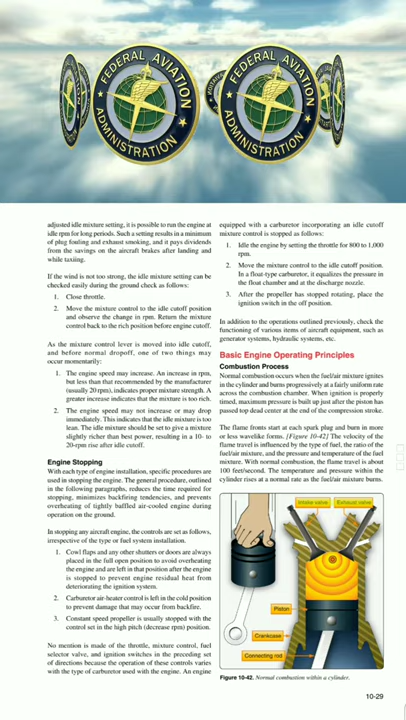 FEDERAL AVIATION
ADMINISTRATION
FEDERAL AVIATION
ADMINISTRATION
adjusted idle mixture setting, it is possible to run the engine at
idle rpm for long periods. Such a setting results in a minimum
of plug fouling and exhaust smoking, and it pays dividends
from the savings on the aircraft brakes after landing and
while taxiing.
If the wind is not too strong, the idle mixture setting can be
checked easily during the ground check as follows:
1. Close throttle.
2. Move the mixture control to the idle cutoff position
and observe the change in rpm. Return the mixture
control back to the rich position before engine cutoff.
As the mixture control lever is moved into idle cutoff,
and before normal dropoff, one of two things may
occur momentarily:
1. The engine speed may increase. An increase in rpm,
but less than that recommended by the manufacturer
(usually 20 rpm), indicates proper mixture strength. A
greater increase indicates that the mixture is too rich.
2. The engine speed may not increase or may drop
immediately. This indicates that the idle mixture is too
lean. The idle mixture should be set to give a mixture
slightly richer than best power, resulting in a 10- to
20-rpm rise after idle cutoff.
Engine Stopping
With each type of engine installation, specific procedures are
used in stopping the engine. The general procedure, outlined
in the following paragraphs, reduces the time required for
stopping, minimizes backfiring tendencies, and prevents
overheating of tightly baffled air-cooled engine during
operation on the ground.
In stopping any aircraft engine, the controls are set as follows,
irrespective of the type or fuel system installation.
1. Cowl flaps and any other shutters or doors are always
placed in the full open position to avoid overheating
the engine and are left in that position after the engine
is stopped to prevent engine residual heat from
deteriorating the ignition system.
2. Carburetor air-heater control is left in the cold position
to prevent damage that may occur from backfire.
3. Constant speed propeller is usually stopped with the
control set in the high pitch (decrease rpm) position.
No mention is made of the throttle, mixture control, fuel
selector valve, and ignition switches in the preceding set
of directions because the operation of these controls varies
with the type of carburetor used with the engine. An engine
equipped with a carburetor incorporating an idle cutoff
mixture control is stopped as follows:
1. Idle the engine by setting the throttle for 800 to 1,000
rpm.
2. Move the mixture control to the idle cutoff position.
In a float-type carburetor, it equalizes the pressure in
the float chamber and at the discharge nozzle.
3. After the propeller has stopped rotating, place the
ignition switch in the off position.
In addition to the operations outlined previously, check the
functioning of various items of aircraft equipment, such as
generator systems, hydraulic systems, etc.
Basic Engine Operating Principles
Combustion Process
Normal combustion occurs when the fuel/air mixture ignites
in the cylinder and burns progressively at a fairly uniform rate
across the combustion chamber. When ignition is properly
timed, maximum pressure is built up just after the piston has
passed top dead center at the end of the compression stroke.
The flame fronts start at each spark plug and burn in more
or less wavelike forms. [Figure 10-42] The velocity of the
flame travel is influenced by the type of fuel, the ratio of the
fuel/air mixture, and the pressure and temperature of the fuel
mixture. With normal combustion, the flame travel is about
100 feet/second. The temperature and pressure within the
cylinder rises at a normal rate as the fuel/air mixture burns.
Intake valve Exhaust valve
Piston
Crankcase
Connecting rod
Figure 10-42. Normal combustion within a cylinder.
10-29